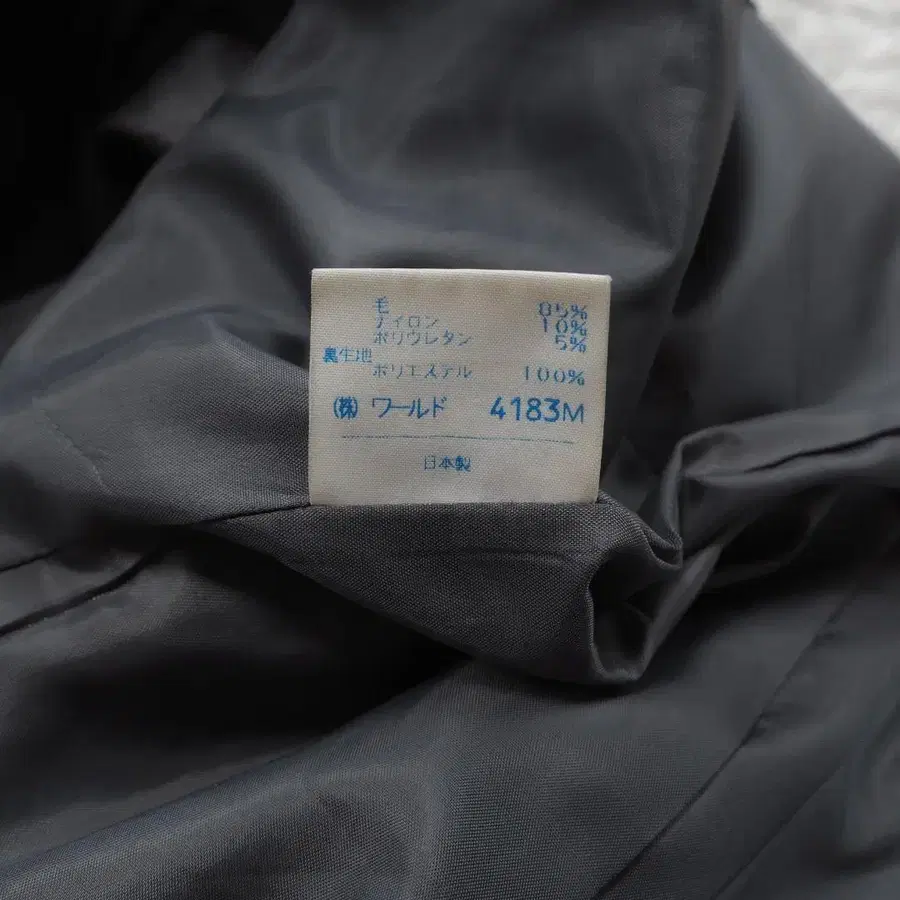 毛 85%
ナイロン 10%
ポリウレタン 5%
裏生地
ポリエステル 100%
(株) ワールド 4183M
日本製